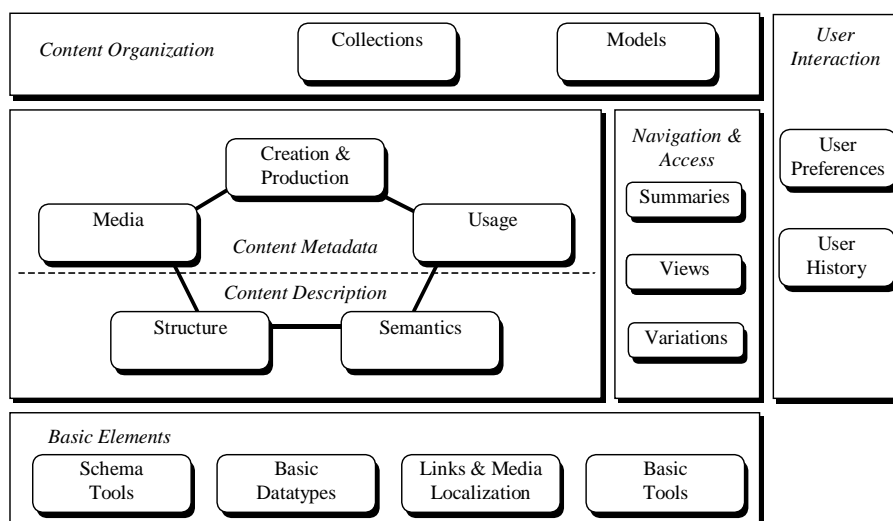 Content Organization
Collections
Models
User
Interaction
Creation &
Production
Media
Usage
Content Metadata
Content Description
Structure
Semantics
Navigation &
Access
Summaries
Views
Variations
User
Preferences
User
History
Basic Elements
Schema
Tools
Basic
Datatypes
Links & Media
Localization
Basic
Tools